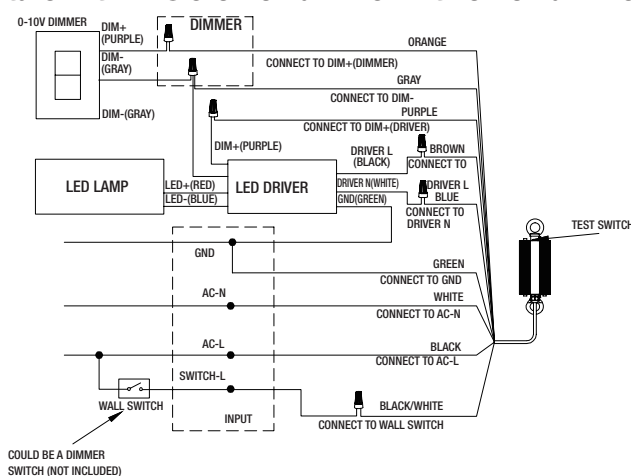 0-10V DIMMER
DIM+
(PURPLE)
DIM-
(GRAY)
DIM-(GRAY)
DIMMER
ORANGE
CONNECT TO DIM+(DIMMER)
GRAY
CONNECT TO DIM-
PURPLE
CONNECT TO DIM+(DRIVER)
DIM+(PURPLE)
DRIVER L
(BLACK)
BROWN
CONNECT TO
DRIVER L
LED LAMP
LED+(RED)
LED-(BLUE)
LED DRIVER
DRIVER N(WHITE)
GND(GREEN)
BLUE
CONNECT TO
DRIVER N
TEST SWITCH
GND
GREEN
CONNECT TO GND
AC-N
WHITE
CONNECT TO AC-N
AC-L
BLACK
CONNECT TO AC-L
SWITCH-L
WALL SWITCH
INPUT
BLACK/WHITE
CONNECT TO WALL SWITCH
COULD BE A DIMMER
SWITCH (NOT INCLUDED)